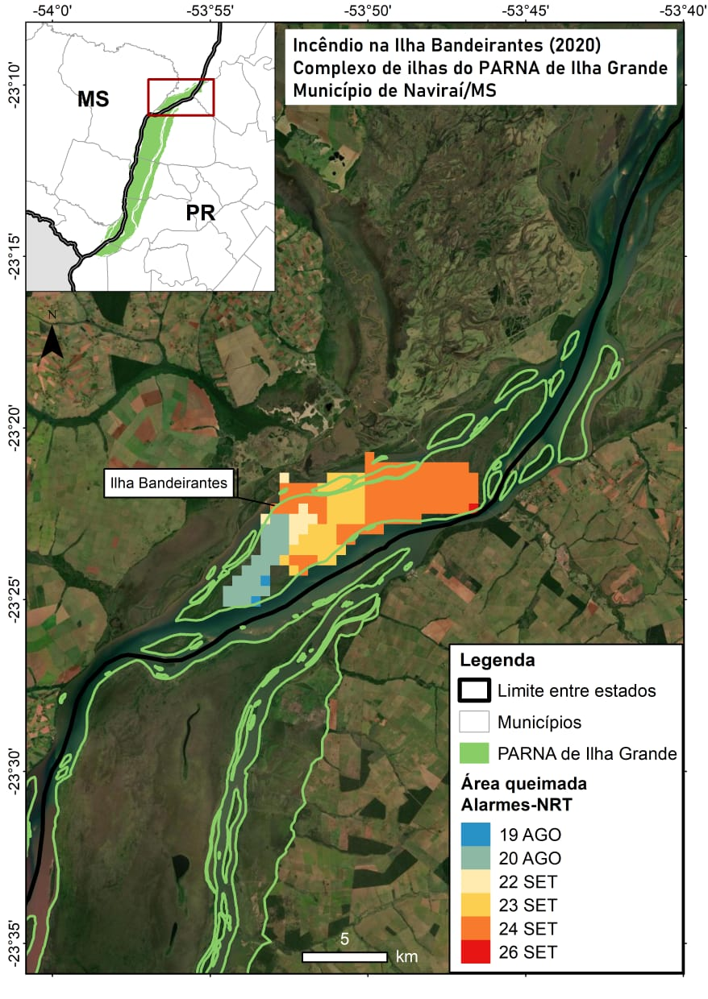 -54°0'
-53°55'
-53°50'
-53°45'
-53°40'
Incêndio na Ilha Bandeirantes (2020)
Complexo de ilhas do PARNA de Ilha Grande
Município de Naviraí/MS
-23°10'
MS
PR
-23°15'
N
-23°20'
Ilha Bandeirantes
-23°25'
-23°30'
-23°35'
Legenda
Limite entre estados
Municípios
PARNA de Ilha Grande
Área queimada
Alarmes-NRT
19 AGO
20 AGO
22 SET
23 SET
24 SET
26 SET
5
km